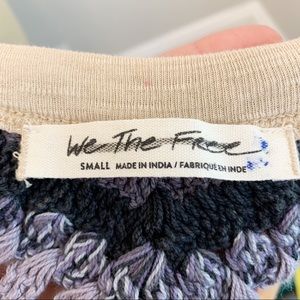 We The Free
SMALL MADE IN INDIA / FABRIQUÉ EN INDE